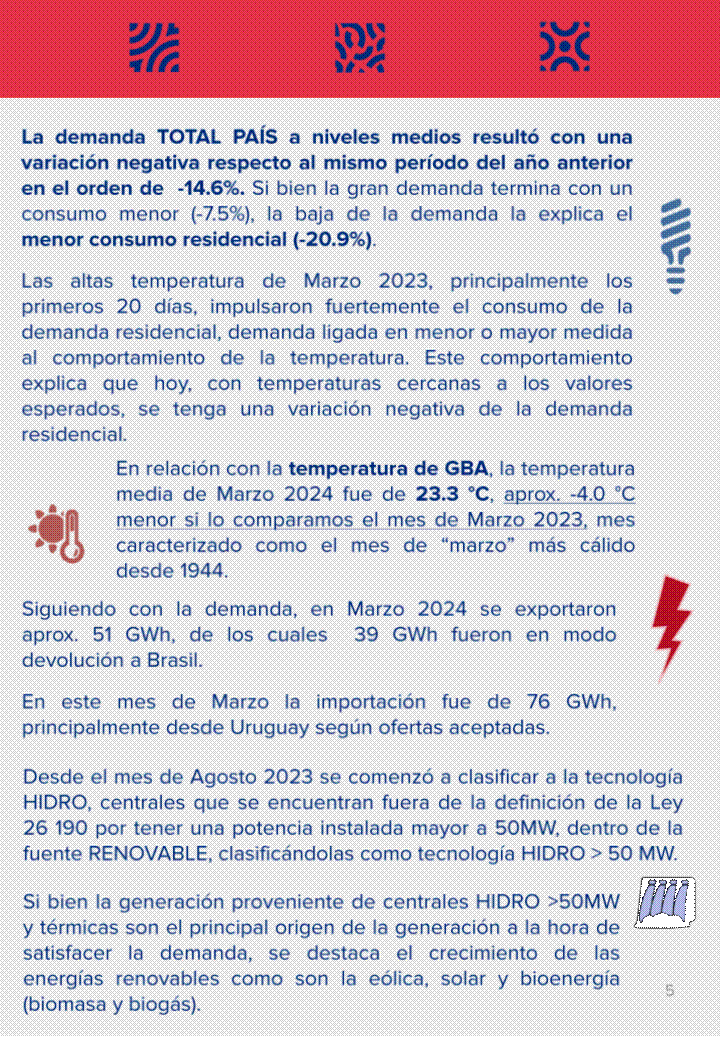 La demanda TOTAL PAÍS a niveles medios resultó con una
variación negativa respecto al mismo período del año anterior
en el orden de -14.6%. Si bien la gran demanda termina con un
consumo menor (-7.5%), la baja de la demanda la explica el
menor consumo residencial (-20.9%).
Las altas temperatura de Marzo 2023, principalmente los
primeros 20 días, impulsaron fuertemente el consumo de la
demanda residencial, demanda ligada en menor o mayor medida
al comportamiento de la temperatura. Este comportamiento
explica que hoy, con temperaturas cercanas a los valores
esperados, se tenga una variación negativa de la demanda
residencial.
En relación con la temperatura de GBA, la temperatura
media de Marzo 2024 fue de 23.3 °C, aprox. -4.0 °C
menor si lo comparamos el mes de Marzo 2023, mes
caracterizado como el mes de “marzo” más cálido
desde 1944.
Siguiendo con la demanda, en Marzo 2024 se exportaron
aprox. 51 GWh, de los cuales 39 GWh fueron en modo
devolución a Brasil.
En este mes de Marzo la importación fue de 76 GWh,
principalmente desde Uruguay según ofertas aceptadas.
Desde el mes de Agosto 2023 se comenzó a clasificar a la tecnología
HIDRO, centrales que se encuentran fuera de la definición de la Ley
26 190 por tener una potencia instalada mayor a 50MW, dentro de la
fuente RENOVABLE, clasificándolas como tecnología HIDRO > 50 MW.
Si bien la generación proveniente de centrales HIDRO >50MW
y térmicas son el principal origen de la generación a la hora de
satisfacer la demanda, se destaca el crecimiento de las
energías renovables como son la eólica, solar y bioenergía
(biomasa y biogás).
5